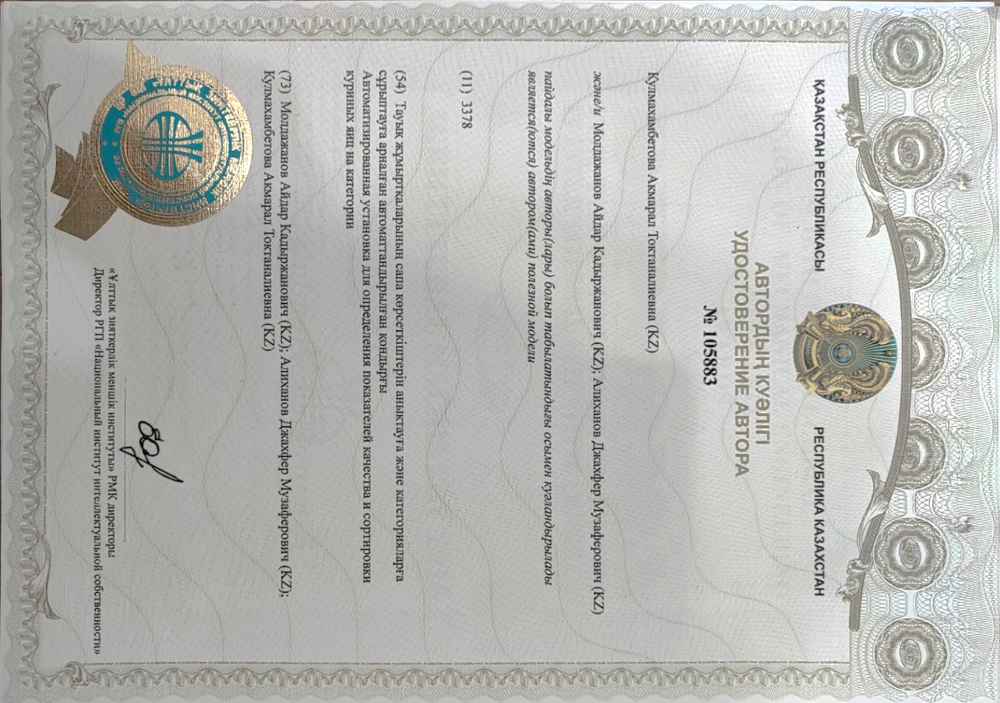 ҚАЗАҚСТАН РЕСПУБЛИКАСЫ
РЕСПУБЛИКА КАЗАХСТАН
АВТОРДЫҢ КУӘЛІГІ
УДОСТОВЕРЕНИЕ АВТОРА
№ 105883
Кулмахамбетова Акмарал Токтаналиевна (KZ)
және/и Молдажанов Айдар Кадыржанович (KZ); Алиханов Джахфер Музаферович (KZ)
пайдалы модельдің авторы(лары) болып табылатындығы осымен куәландырылады
является(ются) автором(ами) полезной модели
(11) 3378
(54) Тауық жұмыртқаларының сапа көрсеткіштерін анықтауға және категорияларға
сұрыптауға арналған автоматтандырылған қондырғы
Автоматизированная установка для определения показателей качества и сортировки
куриных яиц на категории
(73) Молдажанов Айдар Кадыржанович (KZ); Алиханов Джахфер Музаферович (KZ);
Кулмахамбетова Акмарал Токтаналиевна (KZ)
«Ұлттық зияткерлік меншік институты» РМК директоры
Директор РГП «Национальный институт интеллектуальной собственности»